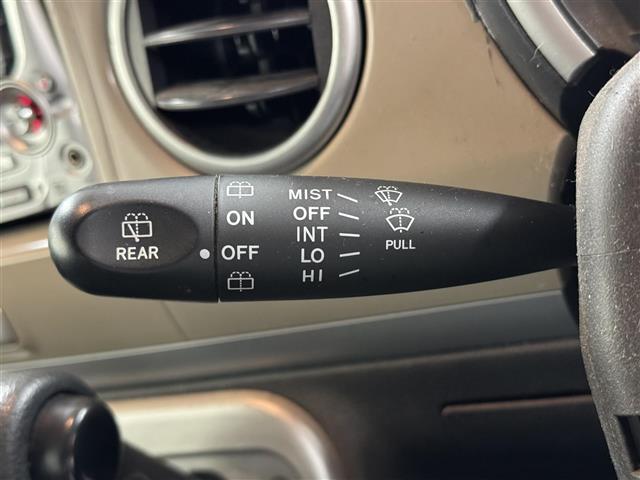 REAR
ON
OFF
MIST
OFF
INT
LO
HI
PULL